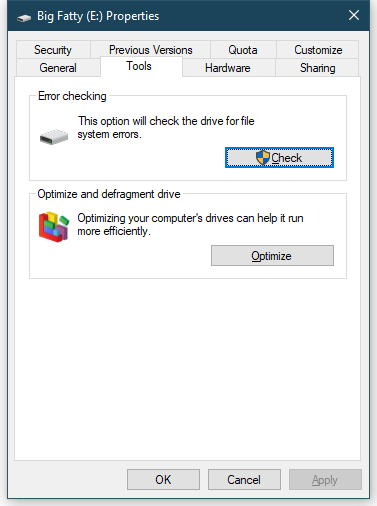 Big Fatty (E:) Properties
Security Previous Versions Quota Customize
General Tools Hardware Sharing
Error checking
This option will check the drive for file
system errors.
Check
Optimize and defragment drive
Optimizing your computer's drives can help it run
more efficiently.
Optimize
OK Cancel Apply